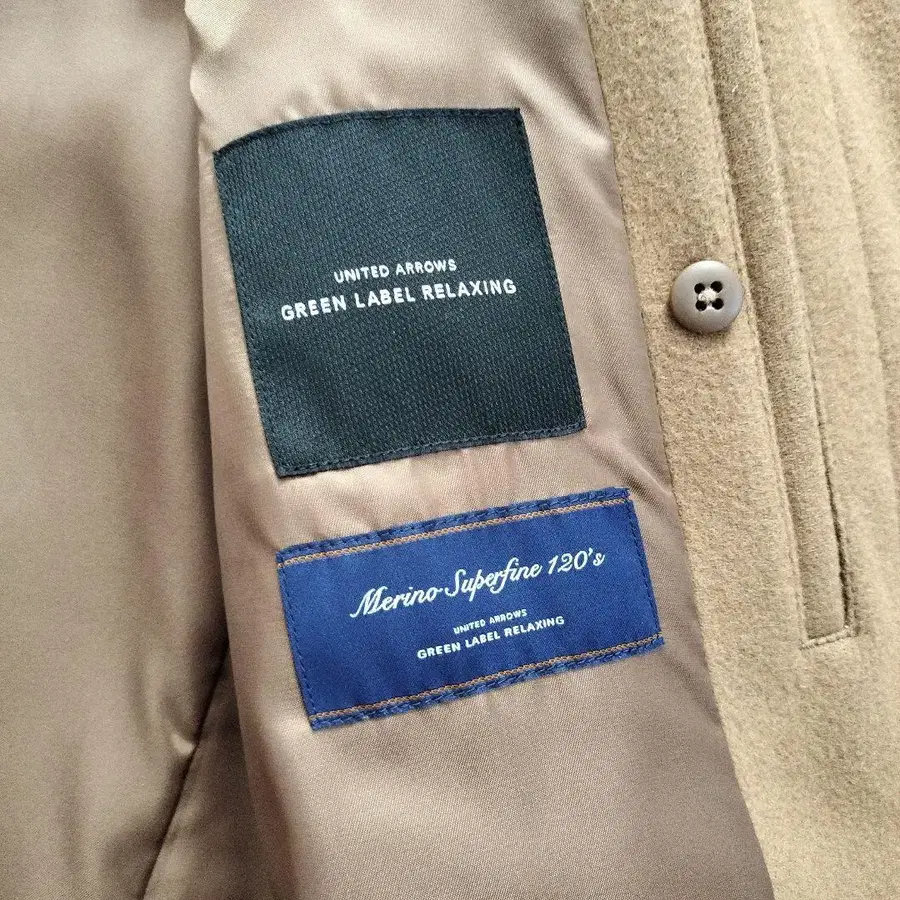 UNITED ARROWS
GREEN LABEL RELAXING
Merino Superfine 120's
UNITED ARROWS
GREEN LABEL RELAXING